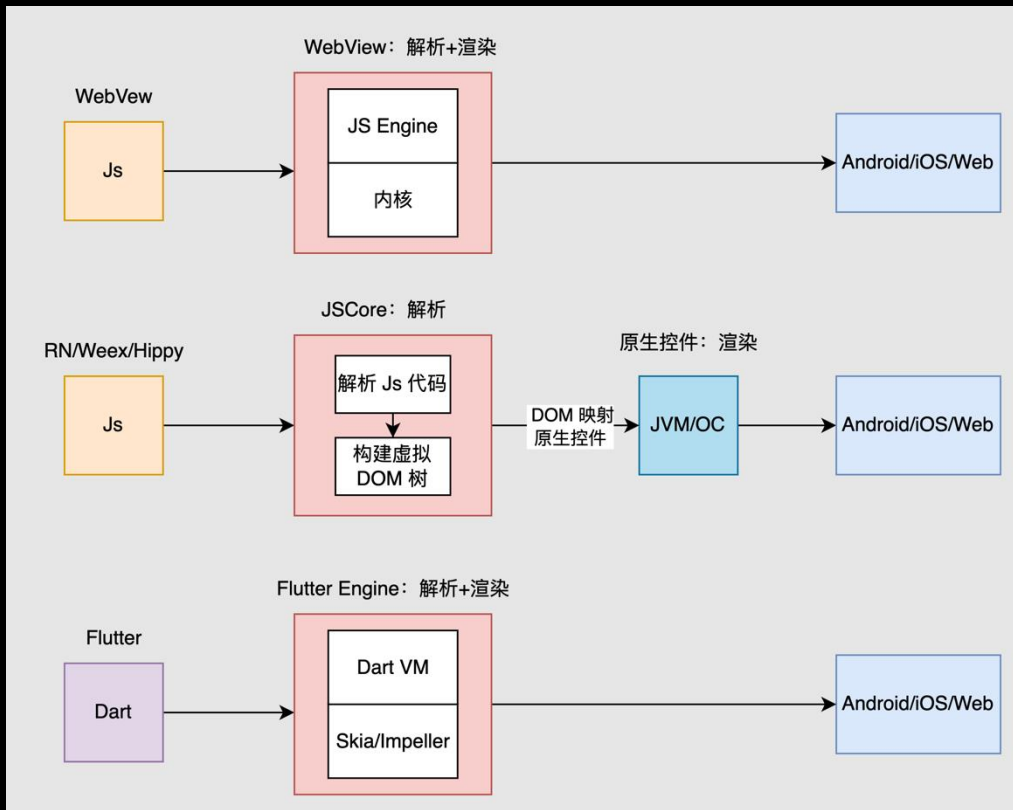 WebView：解析+渲染
WebVew
Js
JS Engine
内核
Android/iOS/Web
JSCore：解析
RN/Weex/Hippy
原生控件：渲染
Js
解析 Js 代码
构建虚拟
DOM 树
DOM 映射
原生控件
JVM/OC
Android/iOS/Web
Flutter Engine：解析+渲染
Flutter
Dart
Dart VM
Skia/Impeller
Android/iOS/Web